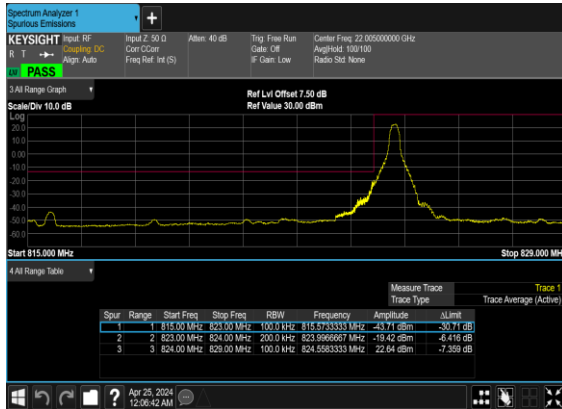 Spectrum Analyzer 1
Spurious Emissions
+
KEYSIGHT Input: RF Input Z: 50 Ω Atten: 40 dB Trig: Free Run Center Freq: 22.005000000 GHz
R T Coupling: DC Corr CCorr Gate: Off Avg|Hold: 100/100
Align: Auto Freq Ref: Int (S) IF Gain: Low Radio Std: None
LV PASS
3 All Range Graph
Ref Lvl Offset 7.50 dB
Scale/Div 10.0 dB Ref Value 30.00 dBm
Log
20.0
10.0
0.00
-10.0
-20.0
-30.0
-40.0
-50.0
-60.0
Start 815.000 MHz Stop 829.000 MHz
4 All Range Table
Measure Trace Trace 1
Trace Type Trace Average (Active)
Spur Range Start Freq Stop Freq RBW Frequency Amplitude ΔLimit
1 1 815.00 MHz 823.00 MHz 100.0 kHz 815.5733333 MHz -43.71 dBm -30.71 dB
2 2 823.00 MHz 824.00 MHz 200.0 kHz 823.9966667 MHz -19.42 dBm -6.416 dB
3 3 824.00 MHz 829.00 MHz 100.0 kHz 824.5583333 MHz 22.64 dBm -7.359 dB
? Apr 25, 2024
12:06:42 AM